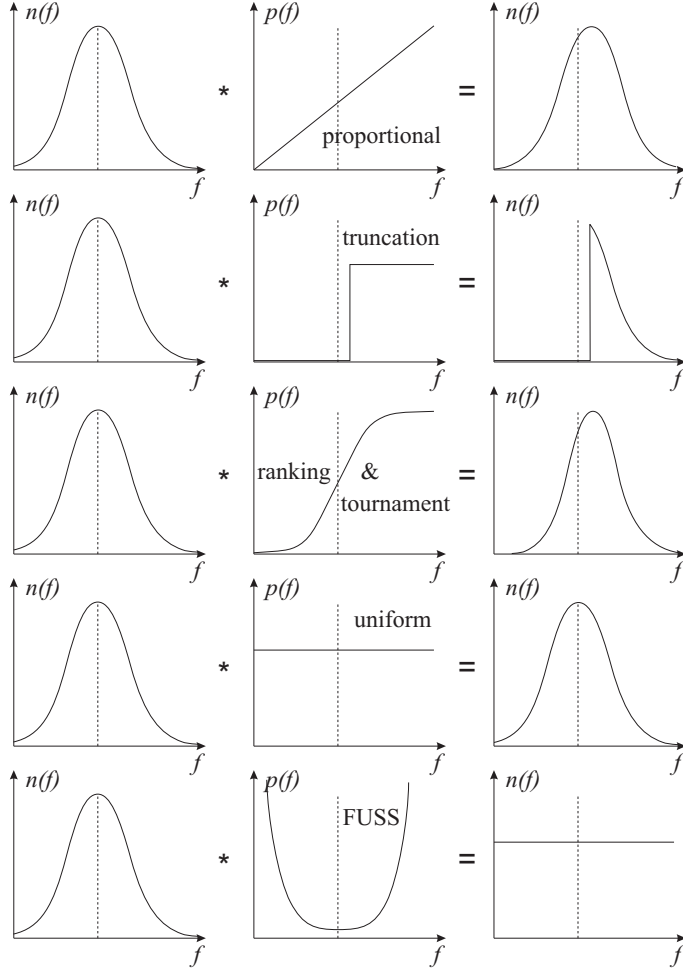 n(f) p(f) n(f)
* =
proportional
f f f
n(f) p(f) n(f)
truncation
* =
f f f
n(f) p(f) n(f)
* ranking & =
tournament
f f f
n(f) p(f) n(f)
uniform
* =
f f f
n(f) p(f) n(f)
FUSS
* =
f f f